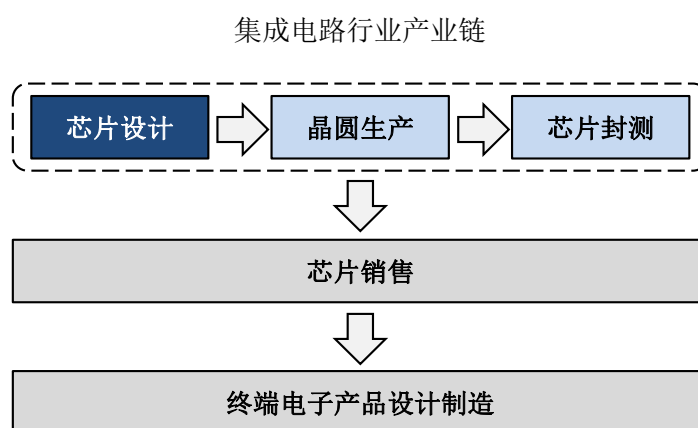 集成电路行业产业链
芯片设计
晶圆生产
芯片封测
芯片销售
终端电子产品设计制造